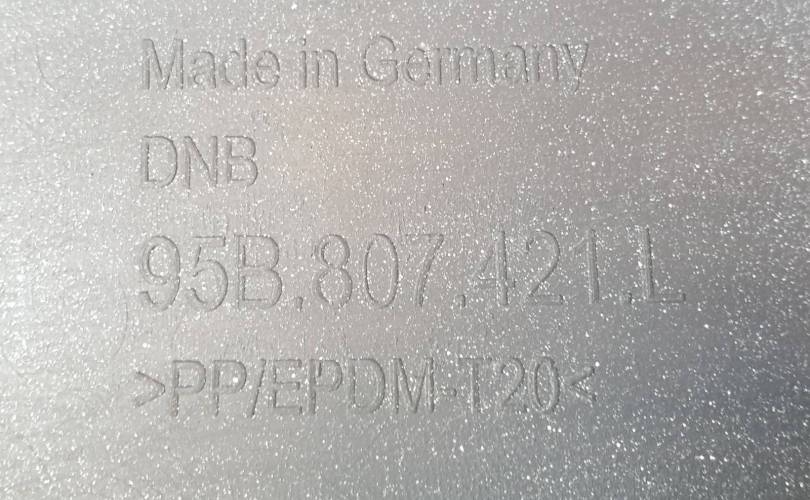 Made in Germany
DNB
95B.807.421.L
>PP/EPDM-T20<